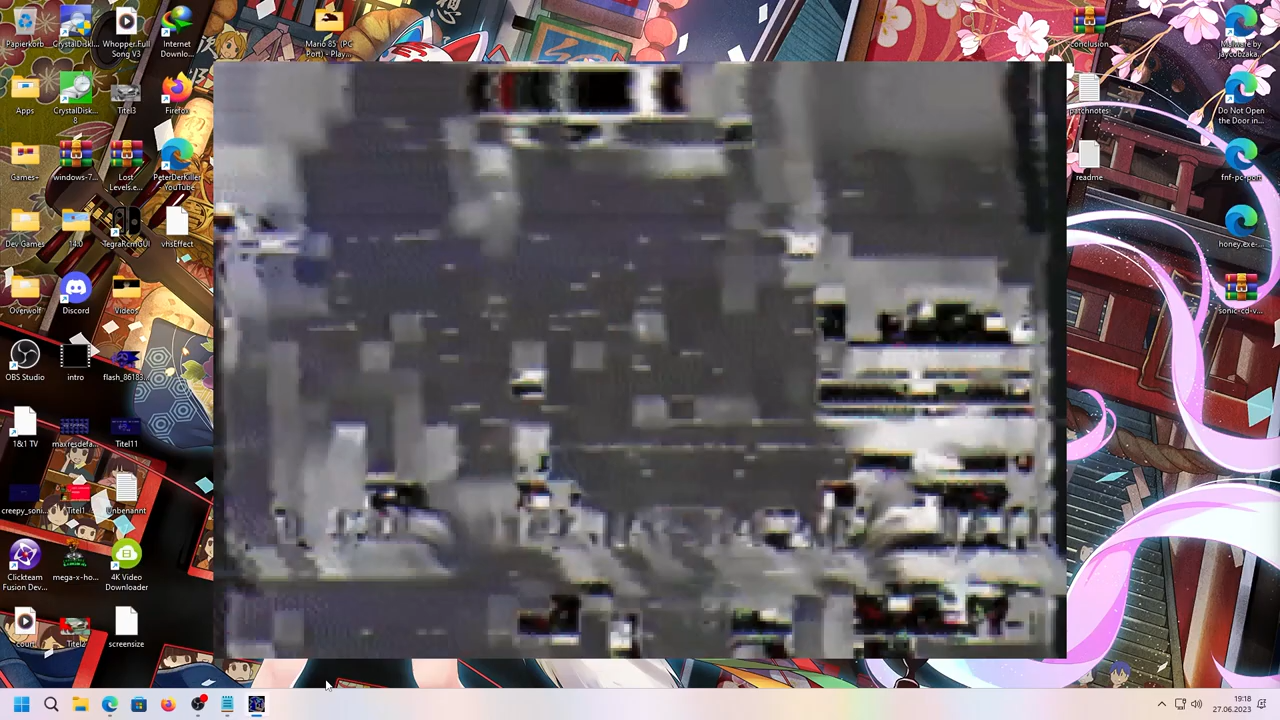 Papierkorb
CrystalDiskI...
Whopper.Full
Song V3
Internet
Downlo...
Mario 85 (PC
Port) - Play...
conclusion
Malware by
Apps
CrystalDisk...
8
Titel3
Firefox
patchnotes
Do Not Open
the Door in...
Games+
windows-7...
Lost
Levels.e...
PeterDerKiller
- YouTube
readme
fnf-pc-port
Dev Games
14.0
TegraRcmGUI
vhsEffect
honey.exe-...
Overwolf
Discord
Videos
sonic-cd-v...
OBS Studio
intro
flash_86183...
1&1 TV
maxresdefa...
Titel11
creepy_soni...
Titel1
Unbenannt
Clickteam
Fusion Dev...
mega-x-ho...
4K Video
Downloader
Titel2
screensize
19:18
27.06.2023